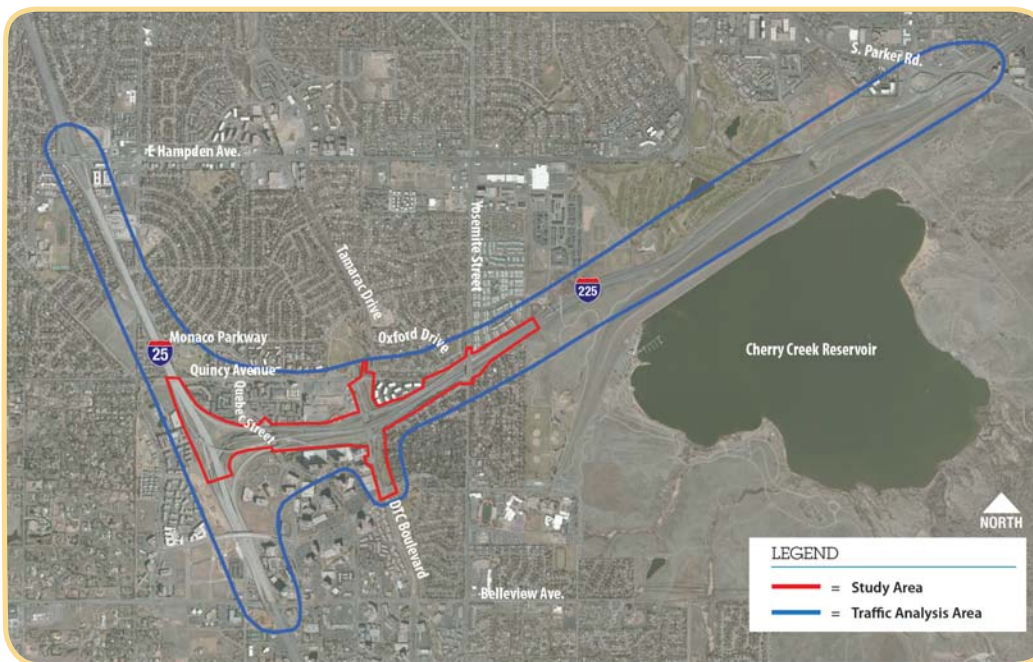 S. Parker Rd.
E Hampden Ave.
Yosemite Street
Tamarac Drive
225
Oxford Drive
Monaco Parkway
25
Cherry Creek Reservoir
Quincy Avenue
Quebec Street
DTC Boulevard
NORTH
LEGEND
= Study Area
Belleview Ave.
= Traffic Analysis Area